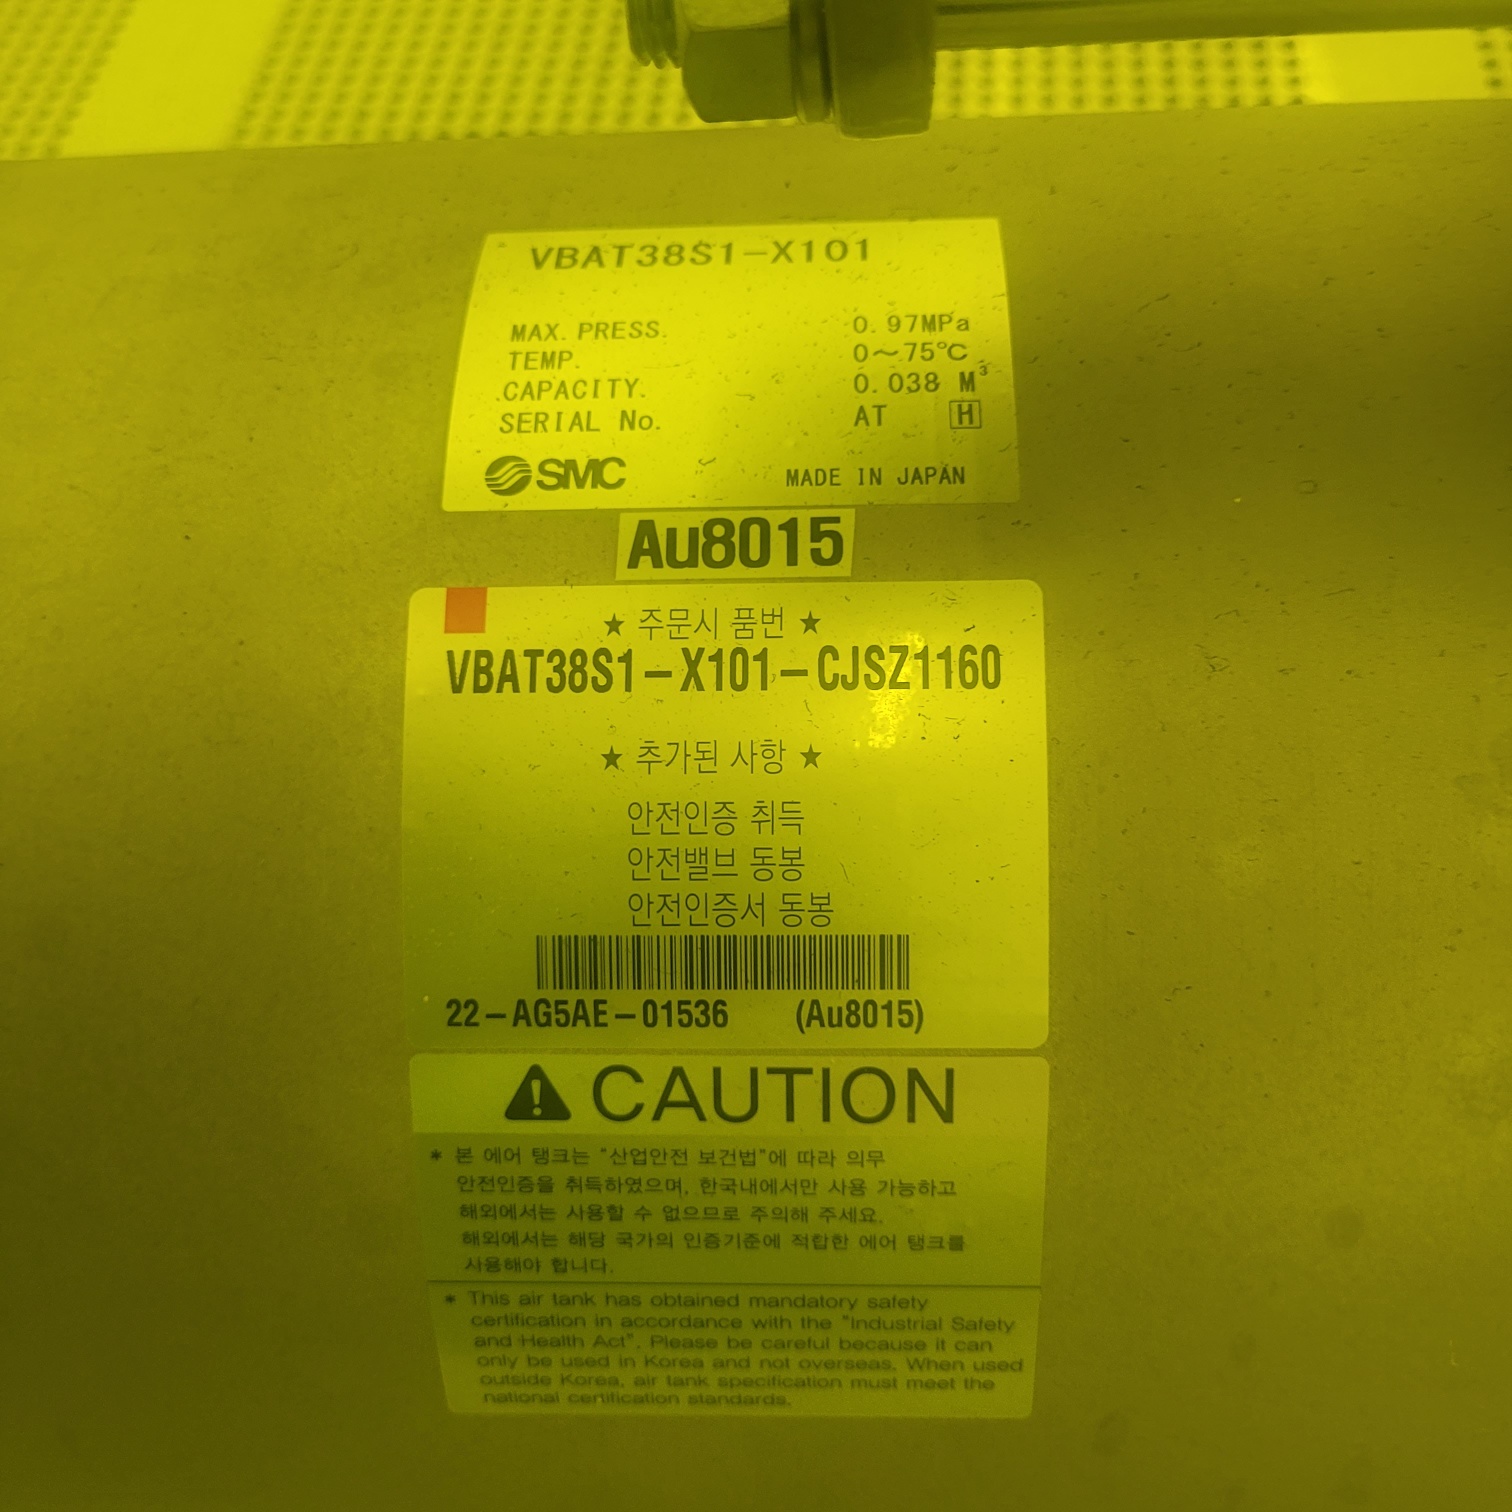 VBAT38S1-X101
MAX. PRESS. 0.97MPa
TEMP. 0~75℃
CAPACITY. 0.038 M³
SERIAL No. AT H
SMC MADE IN JAPAN
Au8015
★ 주문시 품번 ★
VBAT38S1-X101-CJSZ1160
★ 추가된 사항 ★
안전인증 취득
안전밸브 동봉
안전인증서 동봉
22-AG5AE-01536 (Au8015)
CAUTION
* 본 에어 탱크는 "산업안전 보건법"에 따라 의무
안전인증을 취득하였으며, 한국내에서만 사용 가능하고
해외에서는 사용할 수 없으므로 주의해 주세요.
해외에서는 해당 국가의 인증기준에 적합한 에어 탱크를
사용해야 합니다.
* This air tank has obtained mandatory safety
certification in accordance with the "Industrial Safety
and Health Act". Please be careful because it can
only be used in Korea and not overseas. When used
outside Korea, air tank specification must meet the
national certification standards.